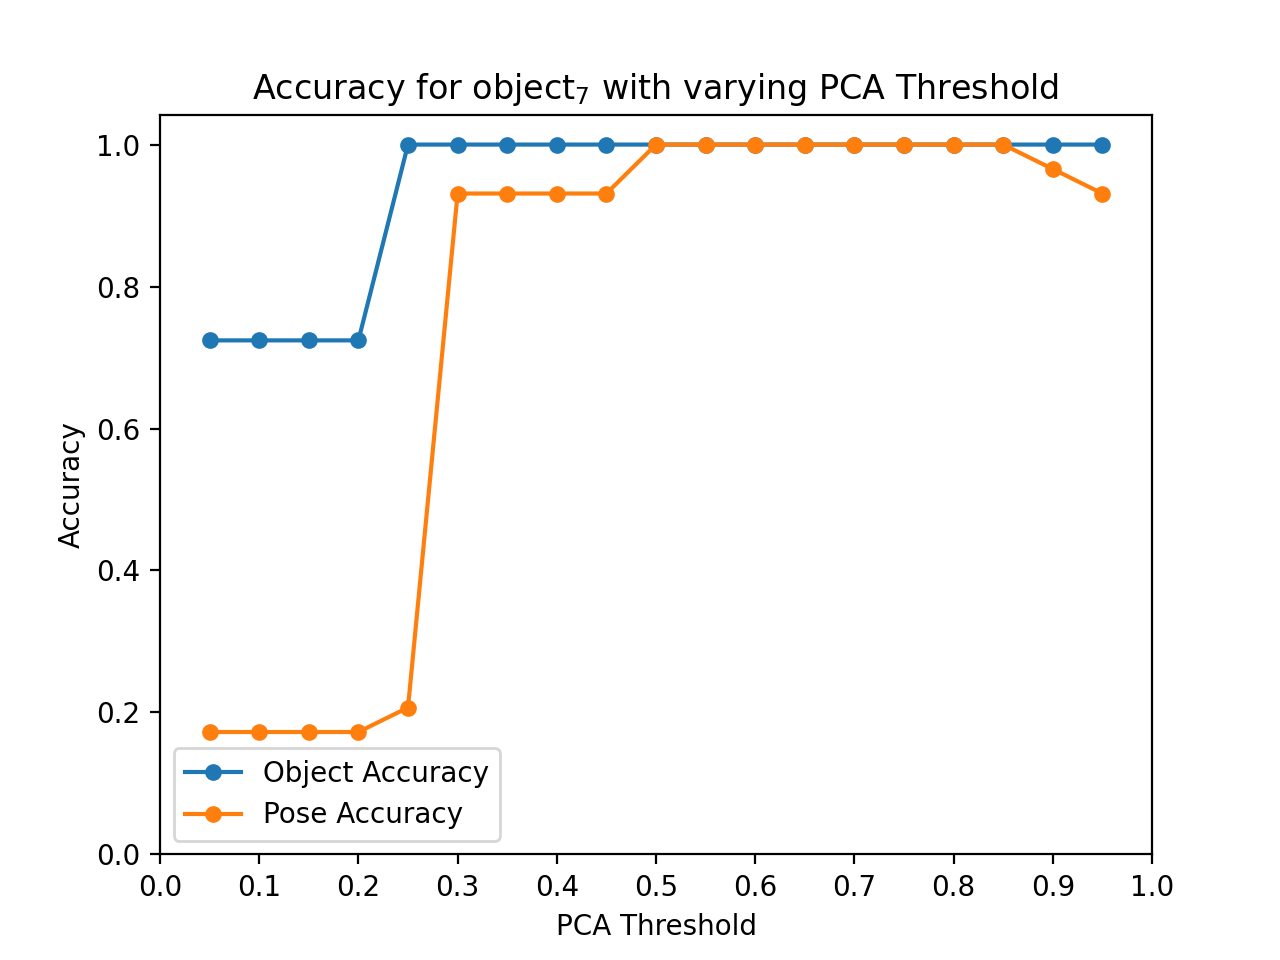 Accuracy for object₇ with varying PCA Threshold
1.0
0.8
0.6
0.4
0.2
0.0
Accuracy
Object Accuracy
Pose Accuracy
0.0 0.1 0.2 0.3 0.4 0.5 0.6 0.7 0.8 0.9 1.0
PCA Threshold